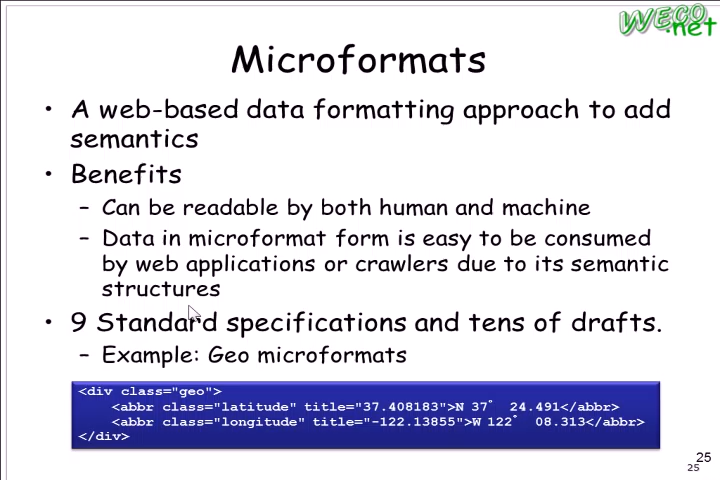 WECO
.net
Microformats
• A web-based data formatting approach to add
semantics
• Benefits
– Can be readable by both human and machine
– Data in microformat form is easy to be consumed
by web applications or crawlers due to its semantic
structures
• 9 Standard specifications and tens of drafts.
– Example: Geo microformats
<div class="geo">
<abbr class="latitude" title="37.408183">N 37° 24.491</abbr>
<abbr class="longitude" title="-122.13855">W 122° 08.313</abbr>
</div>
25
25